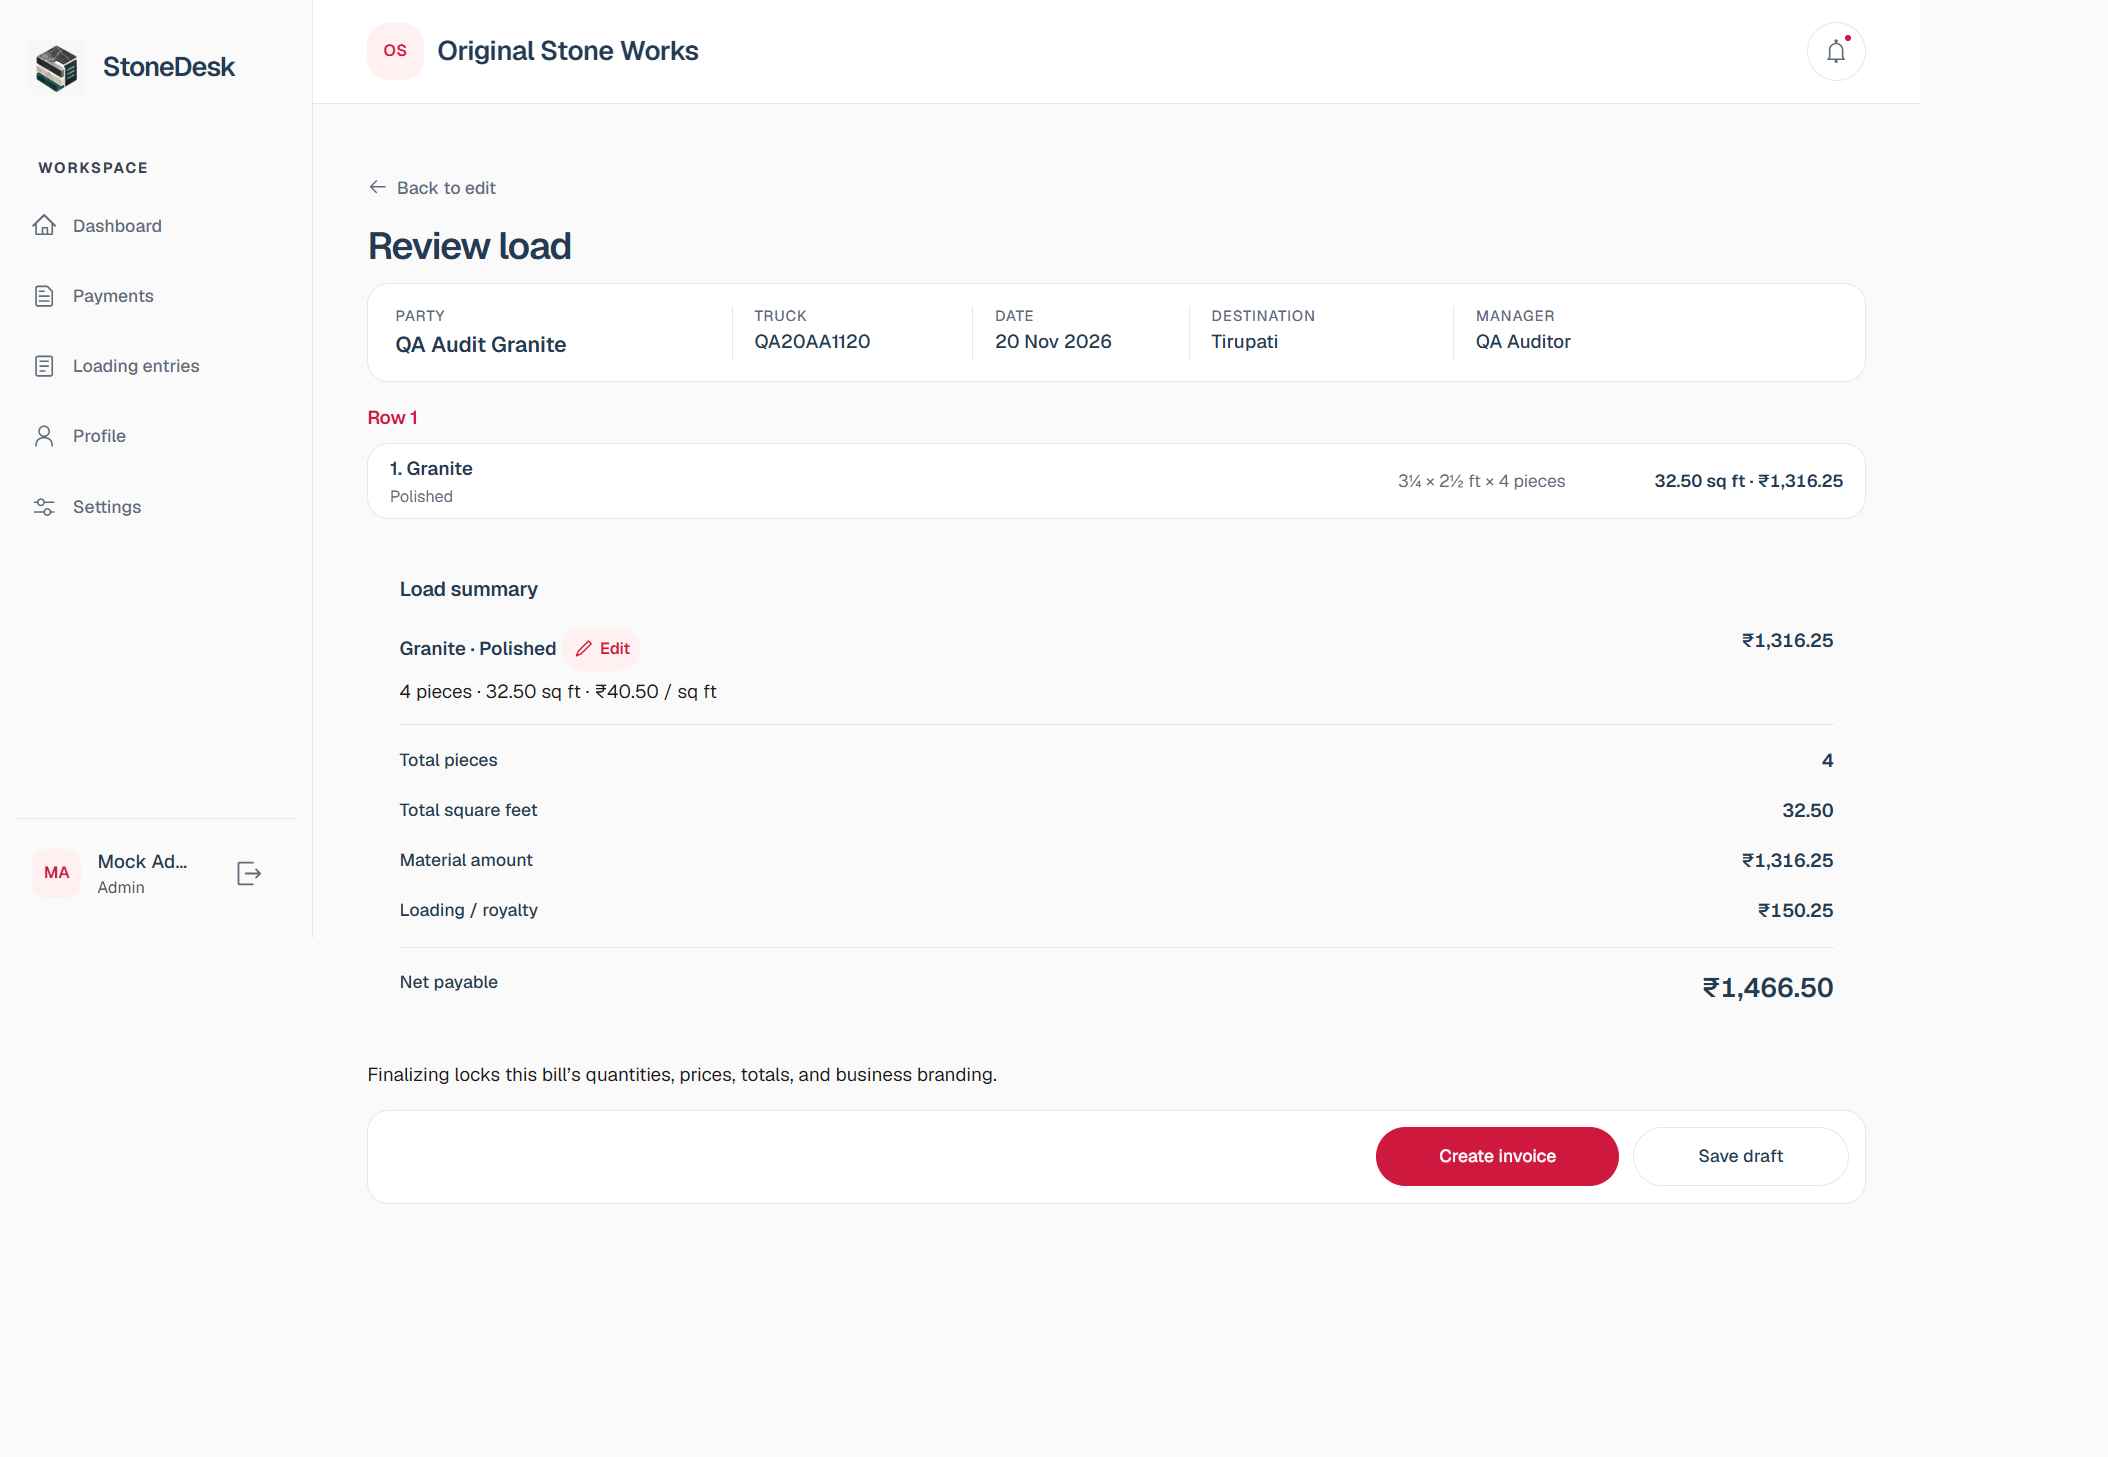 StoneDesk
OS
Original Stone Works
WORKSPACE
Dashboard
Payments
Loading entries
Profile
Settings
MA
Mock Ad...
Admin
Back to edit
Review load
PARTY
QA Audit Granite
TRUCK
QA20AA1120
DATE
20 Nov 2026
DESTINATION
Tirupati
MANAGER
QA Auditor
Row 1
1. Granite
Polished
3¼ × 2½ ft × 4 pieces
32.50 sq ft · ₹1,316.25
Load summary
Granite · Polished Edit ₹1,316.25
4 pieces · 32.50 sq ft · ₹40.50 / sq ft
Total pieces 4
Total square feet 32.50
Material amount ₹1,316.25
Loading / royalty ₹150.25
Net payable ₹1,466.50
Finalizing locks this bill’s quantities, prices, totals, and business branding.
Create invoice
Save draft